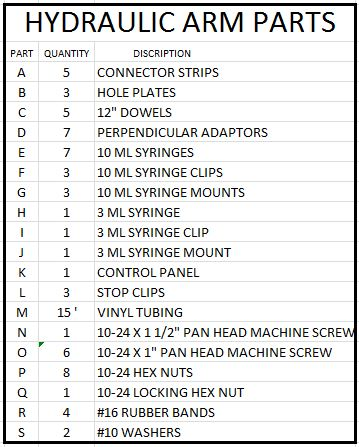 HYDRAULIC ARM PARTS
PART QUANTITY DISCRIPTION
A 5 CONNECTOR STRIPS
B 3 HOLE PLATES
C 5 12" DOWELS
D 7 PERPENDICULAR ADAPTORS
E 7 10 ML SYRINGES
F 3 10 ML SYRINGE CLIPS
G 3 10 ML SYRINGE MOUNTS
H 1 3 ML SYRINGE
I 1 3 ML SYRINGE CLIP
J 1 3 ML SYRINGE MOUNT
K 1 CONTROL PANEL
L 3 STOP CLIPS
M 15 ' VINYL TUBING
N 1 10-24 X 1 1/2" PAN HEAD MACHINE SCREW
O 6 10-24 X 1" PAN HEAD MACHINE SCREW
P 8 10-24 HEX NUTS
Q 1 10-24 LOCKING HEX NUT
R 4 #16 RUBBER BANDS
S 2 #10 WASHERS